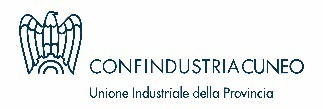 CONFINDUSTRIACUNEO
Unione Industriale della Provincia